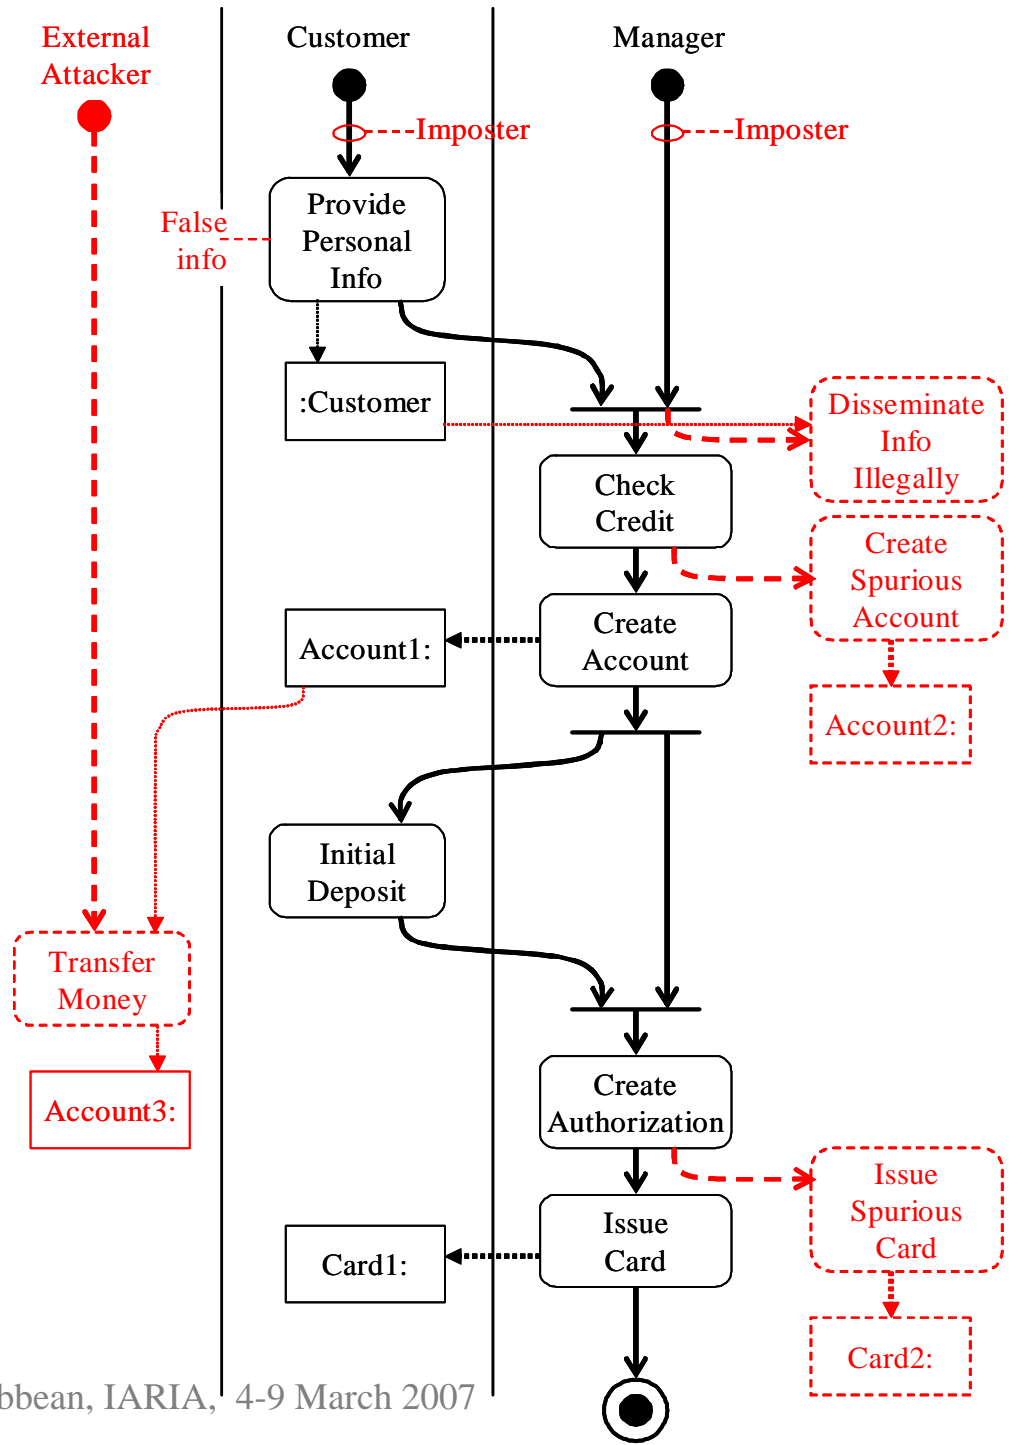 External
Attacker
Customer
Manager
Imposter
Imposter
Provide
Personal
Info
False
info
:Customer
Disseminate
Info
Illegally
Check
Credit
Create
Spurious
Account
Create
Account
Account1:
Account2:
Initial
Deposit
Transfer
Money
Account3:
Create
Authorization
Issue
Spurious
Card
Issue
Card
Card1:
Card2:
bbean, IARIA, 4-9 March 2007